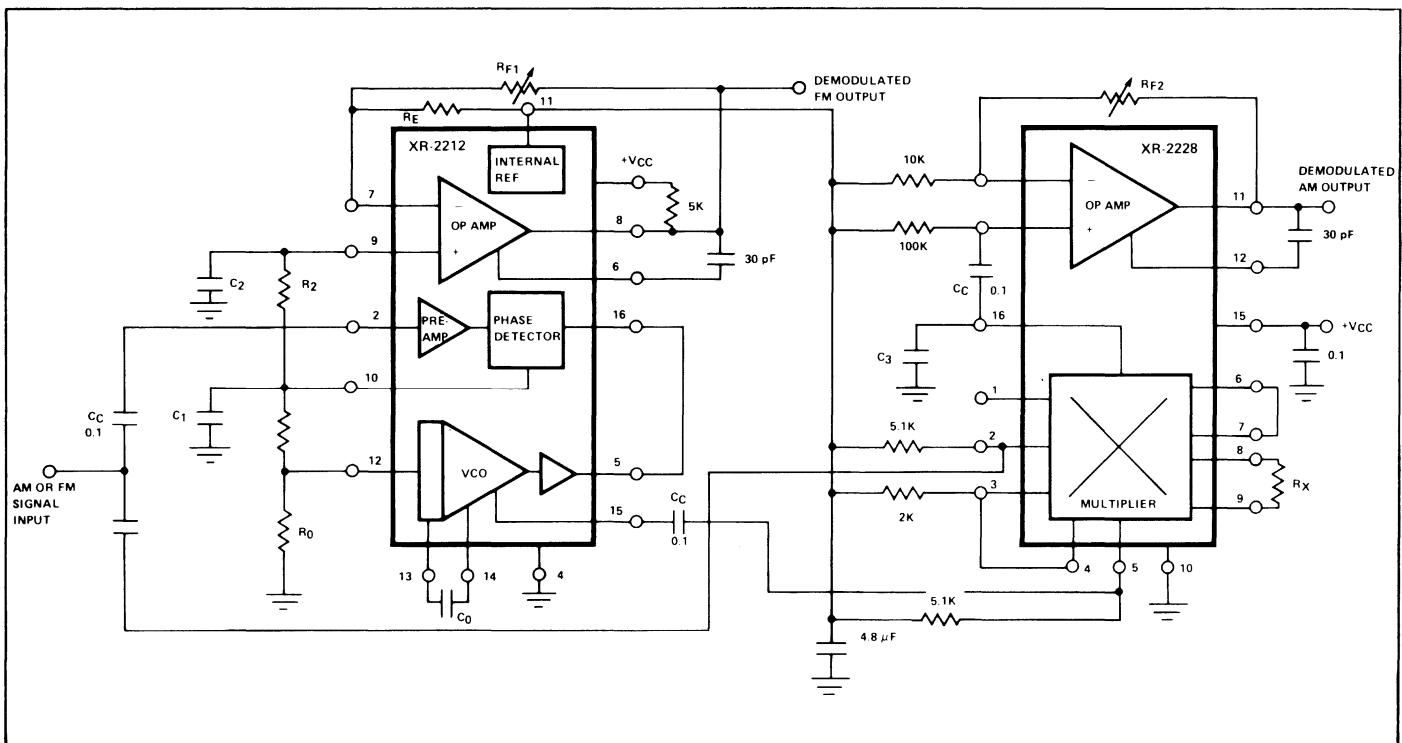 RF1
DEMODULATED
FM OUTPUT
RE
11
XR-2212
INTERNAL
REF
+VCC
5K
7
−
OP AMP
8
9
+
6
30 pF
C2
R2
2
PRE-
AMP
PHASE
DETECTOR
16
10
CC
0.1
C1
12
VCO
5
AM OR FM
SIGNAL
INPUT
R0
15
CC
0.1
13
14
4
C0
RF2
XR-2228
10K
−
OP AMP
DEMODULATED
AM OUTPUT
11
100K
+
30 pF
12
CC
0.1
16
15
+VCC
0.1
C3
1
6
7
5.1K
2
8
RX
3
2K
MULTIPLIER
9
4
5
10
5.1K
4.8 μF